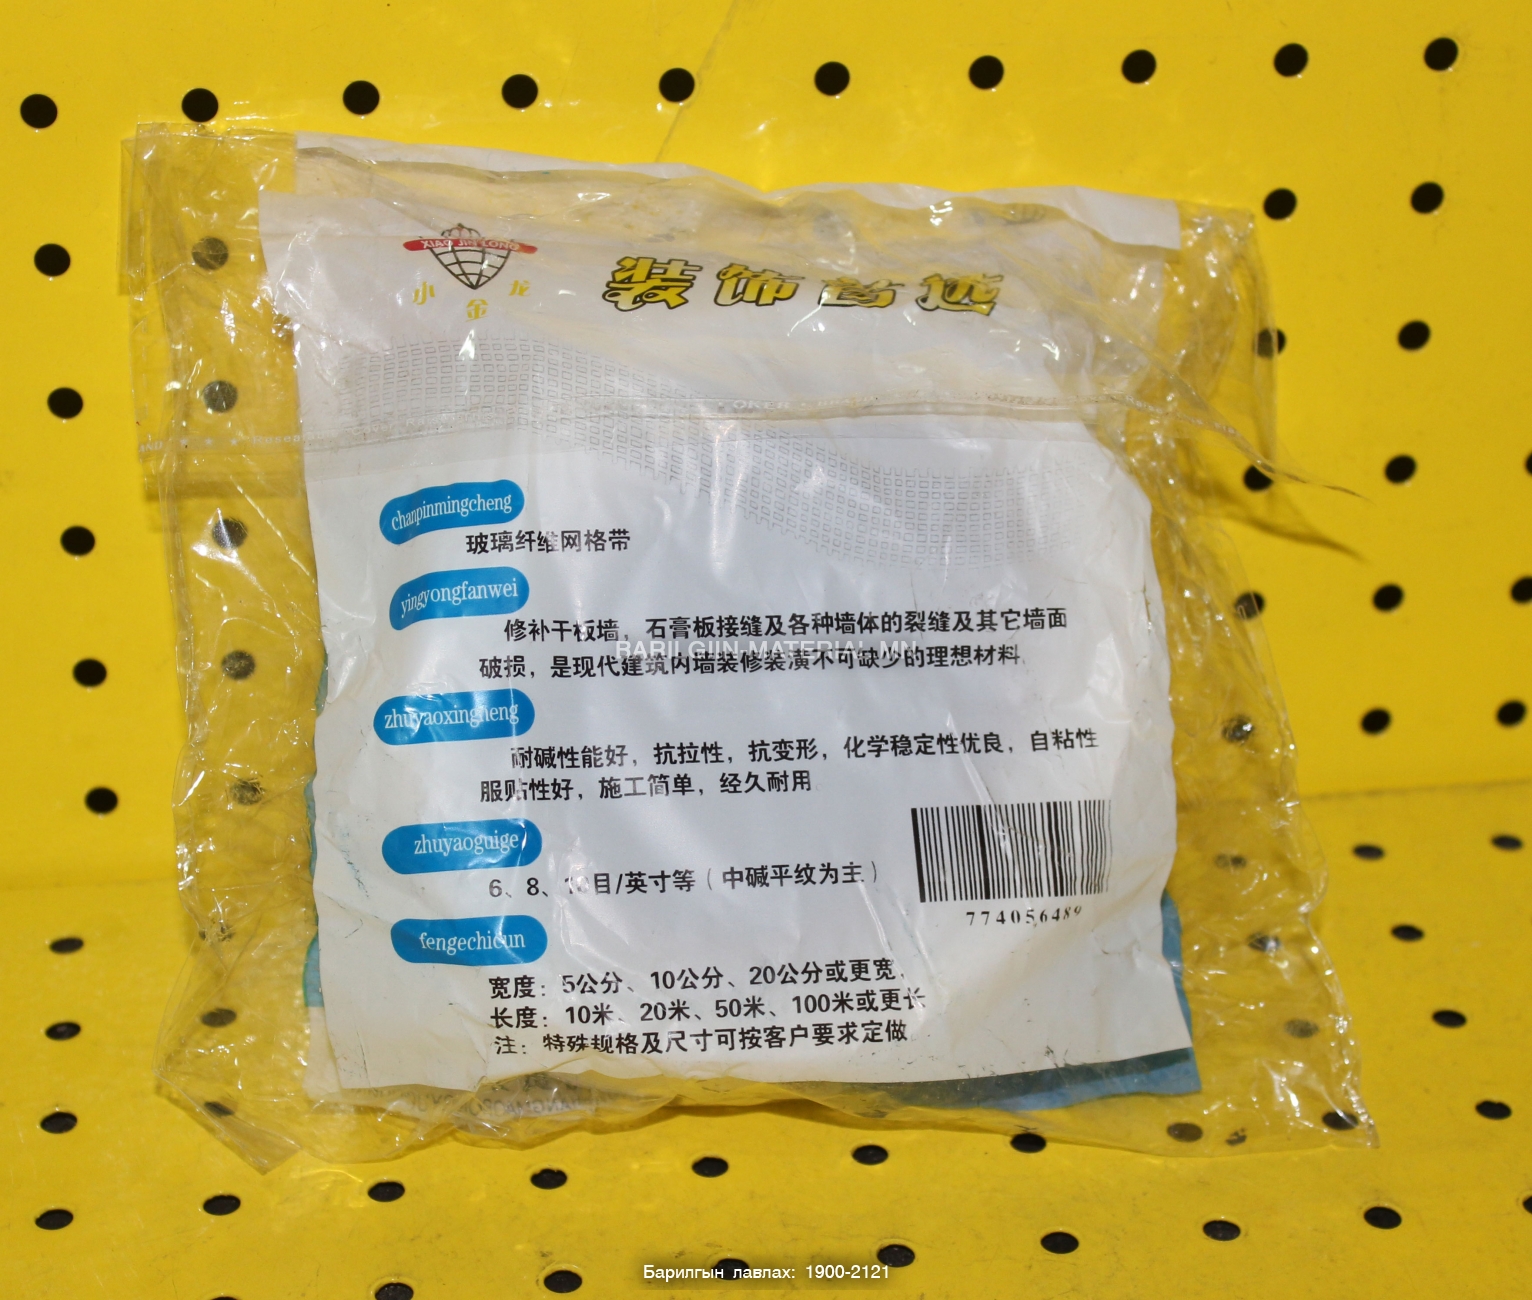 小金龙
装饰首选
chanpinmingcheng
玻璃纤维网格带
yingyongfanwei
修补干板墙，石膏板接缝及各种墙体的裂缝及其它墙面
BARILGIIN-MATERIAL.MN
破损，是现代建筑内墙装修装潢不可缺少的理想材料
zhuyaoxingneng
耐碱性能好，抗拉性，抗变形，化学稳定性优良，自粘性
服贴性好，施工简单，经久耐用
zhuyaoguige
6、8、10目/英寸等（中碱平纹为主）
774056489
fengechicun
宽度：5公分、10公分、20公分或更宽、
长度：10米、20米、50米、100米或更长
注：特殊规格及尺寸可按客户要求定做
Барилгын лавлах: 1900-2121